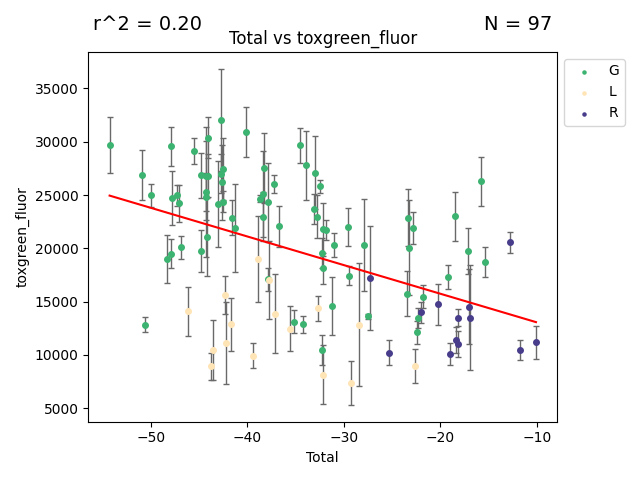 r^2 = 0.20
N = 97
Total vs toxgreen_fluor
G
L
R
toxgreen_fluor
35000
30000
25000
20000
15000
10000
5000
−50
−40
−30
−20
−10
Total